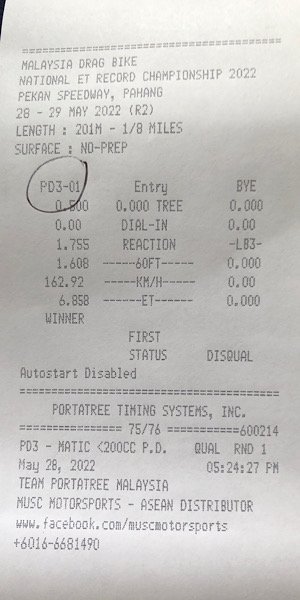 ========================================
MALAYSIA DRAG BIKE
NATIONAL ET RECORD CHAMPIONSHIP 2022
PEKAN SPEEDWAY, PAHANG
28 - 29 MAY 2022 (R2)
LENGTH : 201M - 1/8 MILES
SURFACE : NO-PREP
PD3-01 Entry BYE
0.500 0.000 TREE 0.000
0.00 DIAL-IN 0.00
1.755 REACTION -LB3-
1.608 -----60FT----- 0.000
162.92 -----KM/H----- 0.00
6.858 ------ET------ 0.000
WINNER
FIRST
STATUS DISQUAL
Autostart Disabled
========================================
PORTATREE TIMING SYSTEMS, INC.
================ 75/76 ===========600214
PD3 - MATIC <200CC P.D. QUAL RND 1
May 28, 2022 05:24:27 PM
TEAM PORTATREE MALAYSIA
MUSC MOTORSPORTS - ASEAN DISTRIBUTOR
www.facebook.com/muscmotorsports
+6016-6681490